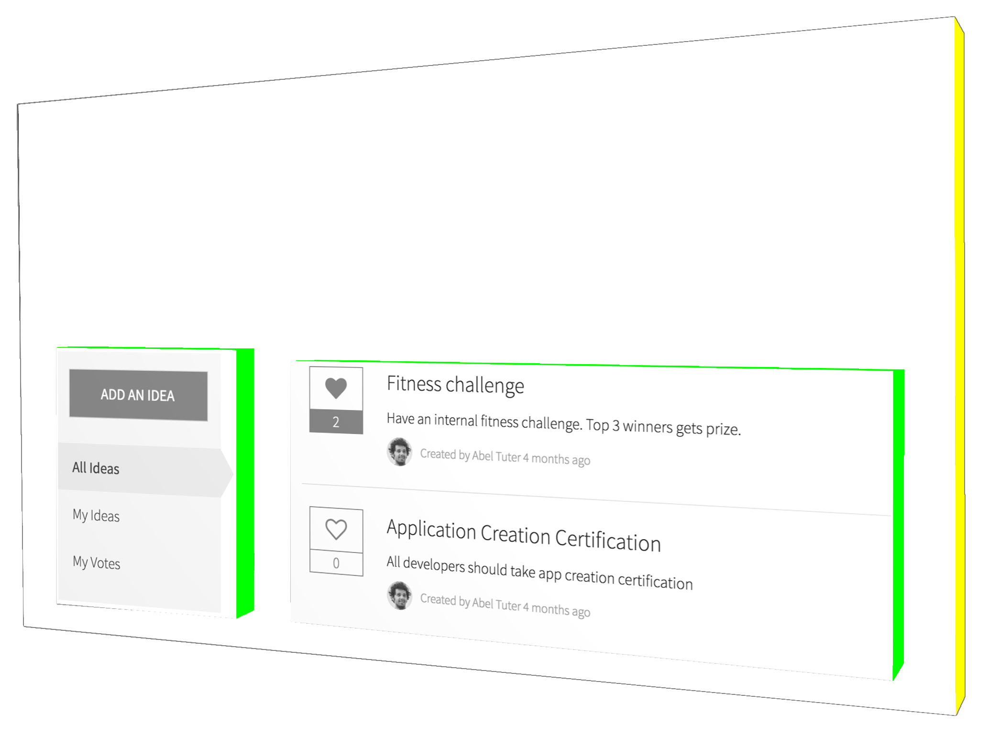 ADD AN IDEA
All Ideas
My Ideas
My Votes
Fitness challenge
2
Have an internal fitness challenge. Top 3 winners gets prize.
Created by Abel Tuter 4 months ago
Application Creation Certification
0
All developers should take app creation certification
Created by Abel Tuter 4 months ago